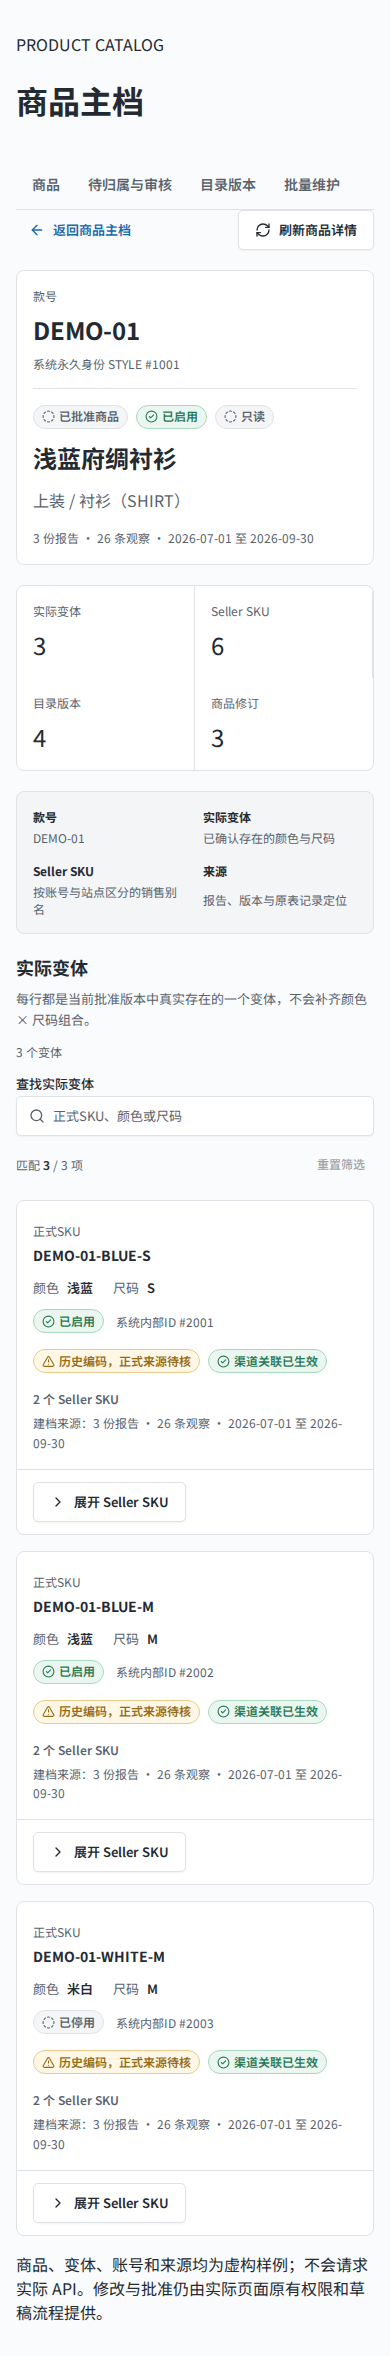 PRODUCT CATALOG
商品主档
商品 待归属与审核 目录版本 批量维护
返回商品主档 刷新商品详情
款号
DEMO-01
系统永久身份 STYLE #1001
已批准商品 已启用 只读
浅蓝府绸衬衫
上装 / 衬衫（SHIRT）
3 份报告 · 26 条观察 · 2026-07-01 至 2026-09-30
实际变体 Seller SKU
3 6
目录版本 商品修订
4 3
款号 实际变体
DEMO-01 已确认存在的颜色与尺码
Seller SKU 来源
按账号与站点区分的销售别
名
报告、版本与原表记录定位
实际变体
每行都是当前批准版本中真实存在的一个变体，不会补齐颜色
× 尺码组合。
3 个变体
查找实际变体
正式SKU、颜色或尺码
匹配 3 / 3 项 重置筛选
正式SKU
DEMO-01-BLUE-S
颜色 浅蓝 尺码 S
已启用 系统内部ID #2001
历史编码，正式来源待核 渠道关联已生效
2 个 Seller SKU
建档来源：3 份报告 · 26 条观察 · 2026-07-01 至 2026-
09-30
展开 Seller SKU
正式SKU
DEMO-01-BLUE-M
颜色 浅蓝 尺码 M
已启用 系统内部ID #2002
历史编码，正式来源待核 渠道关联已生效
2 个 Seller SKU
建档来源：3 份报告 · 26 条观察 · 2026-07-01 至 2026-
09-30
展开 Seller SKU
正式SKU
DEMO-01-WHITE-M
颜色 米白 尺码 M
已停用 系统内部ID #2003
历史编码，正式来源待核 渠道关联已生效
2 个 Seller SKU
建档来源：3 份报告 · 26 条观察 · 2026-07-01 至 2026-
09-30
展开 Seller SKU
商品、变体、账号和来源均为虚构样例；不会请求
实际 API。修改与批准仍由实际页面原有权限和草
稿流程提供。